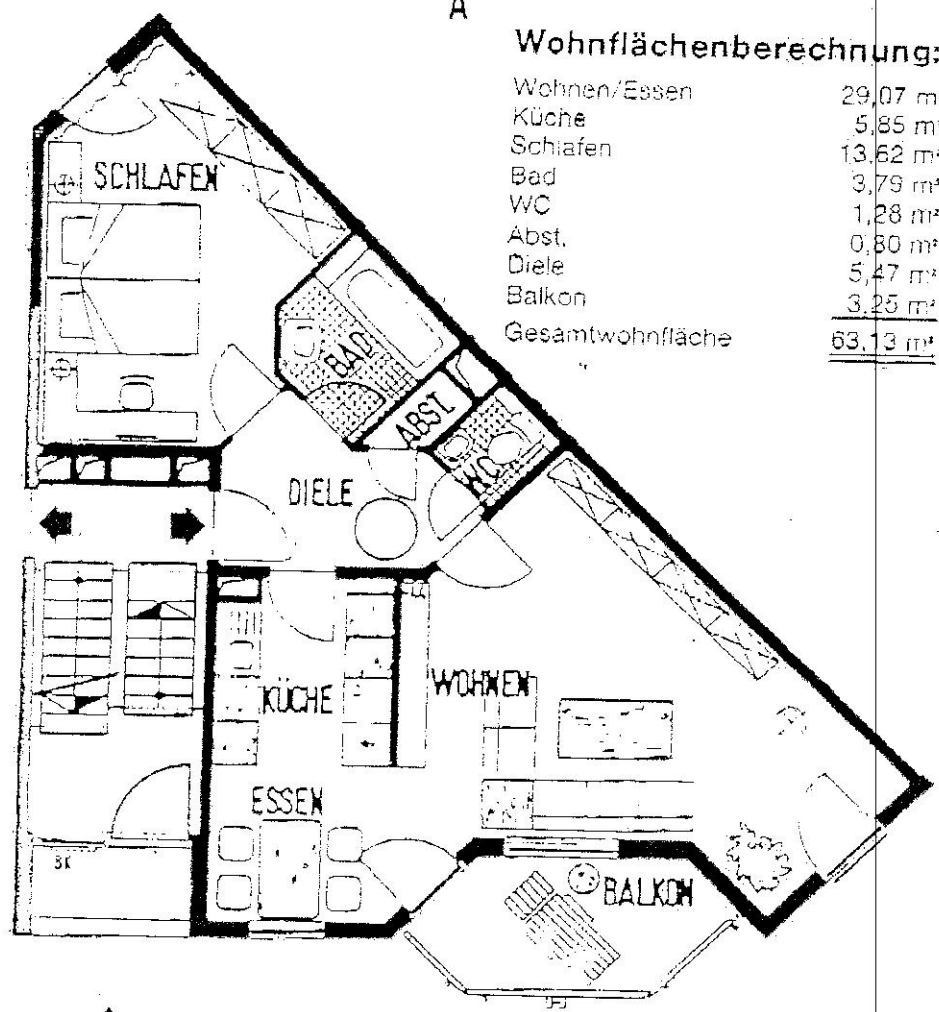 A
Wohnflächenberechnung:
Wohnen/Essen 29,07 m
Küche 5,85 m
Schlafen 13,62 m²
Bad 3,79 m²
WC 1,28 m²
Abst. 0,80 m²
Diele 5,47 m²
Balkon 3,25 m²
Gesamtwohnfläche 63,13 m²
SCHLAFEN
BAD
ABST.
WC
DIELE
KÜCHE
WOHNEN
ESSEN
BALKON
BK